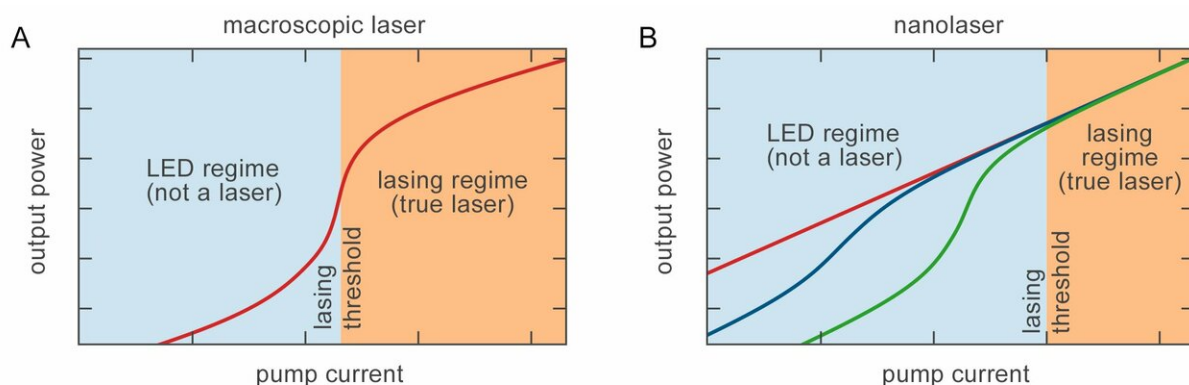 A
macroscopic laser
output power
LED regime
(not a laser)
lasing regime
(true laser)
lasing
threshold
pump current
B
nanolaser
output power
LED regime
(not a laser)
lasing
regime
(true laser)
lasing
threshold
pump current